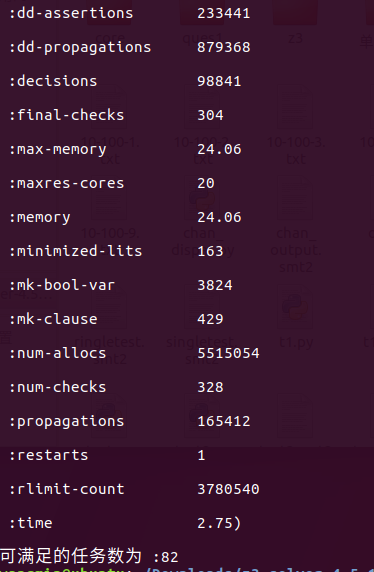 :dd-assertions 233441
:dd-propagations 879368
:decisions 98841
:final-checks 304
:max-memory 24.06
:maxres-cores 20
:memory 24.06
:minimized-lits 163
:mk-bool-var 3824
:mk-clause 429
:num-allocs 5515054
:num-checks 328
:propagations 165412
:restarts 1
:rlimit-count 3780540
:time 2.75)
可满足的任务数为 :82